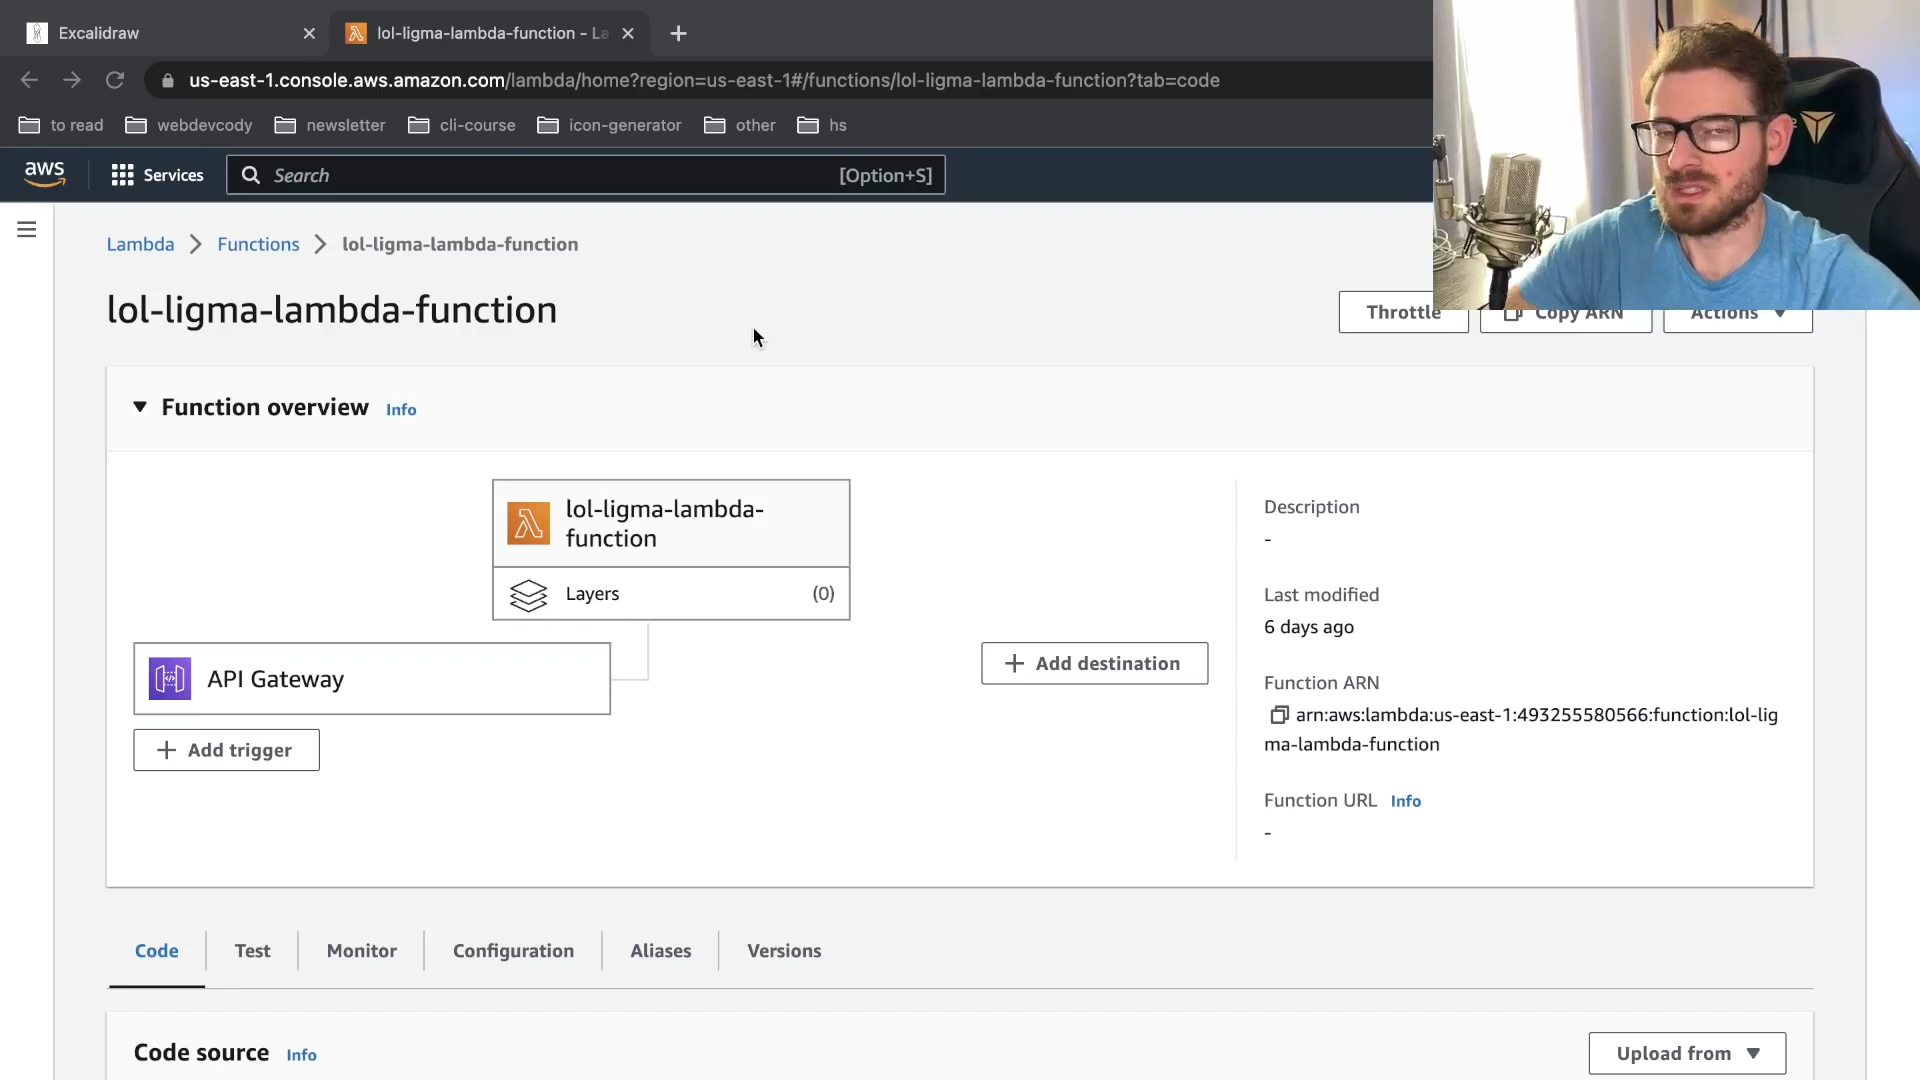 Excalidraw
lol-ligma-lambda-function - La
us-east-1.console.aws.amazon.com/lambda/home?region=us-east-1#/functions/lol-ligma-lambda-function?tab=code
to read webdevcody newsletter cli-course icon-generator other hs
aws Services Search [Option+S]
Lambda Functions lol-ligma-lambda-function
lol-ligma-lambda-function
Throttle Copy ARN Actions
Function overview Info
lol-ligma-lambda-
function
Layers (0)
API Gateway
+ Add trigger
+ Add destination
Description
-
Last modified
6 days ago
Function ARN
arn:aws:lambda:us-east-1:493255580566:function:lol-lig
ma-lambda-function
Function URL Info
-
Code Test Monitor Configuration Aliases Versions
Code source Info
Upload from